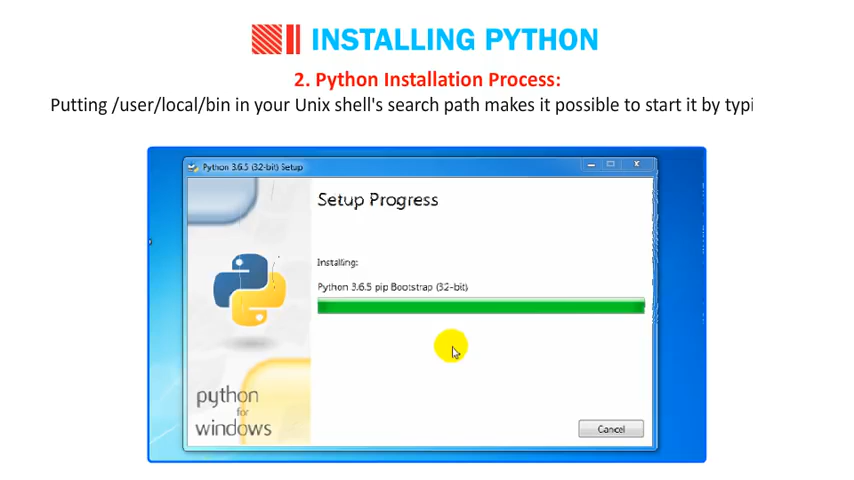 INSTALLING PYTHON
2. Python Installation Process:
Putting /user/local/bin in your Unix shell's search path makes it possible to start it by typi
Python 3.6.5 (32-bit) Setup
Setup Progress
Installing:
Python 3.6.5 pip Bootstrap (32-bit)
python
for
windows
Cancel